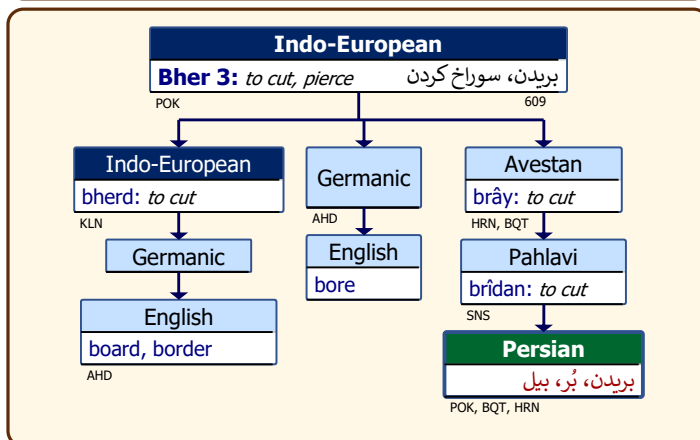 Indo-European
Bher 3: to cut, pierce بریدن، سوراخ کردن
POK 609
Indo-European
bherd: to cut
KLN
Germanic
English
board, border
AHD
Germanic
AHD
English
bore
Avestan
brây: to cut
HRN, BQT
Pahlavi
brîdan: to cut
SNS
Persian
بریدن، بُر، بیل
POK, BQT, HRN